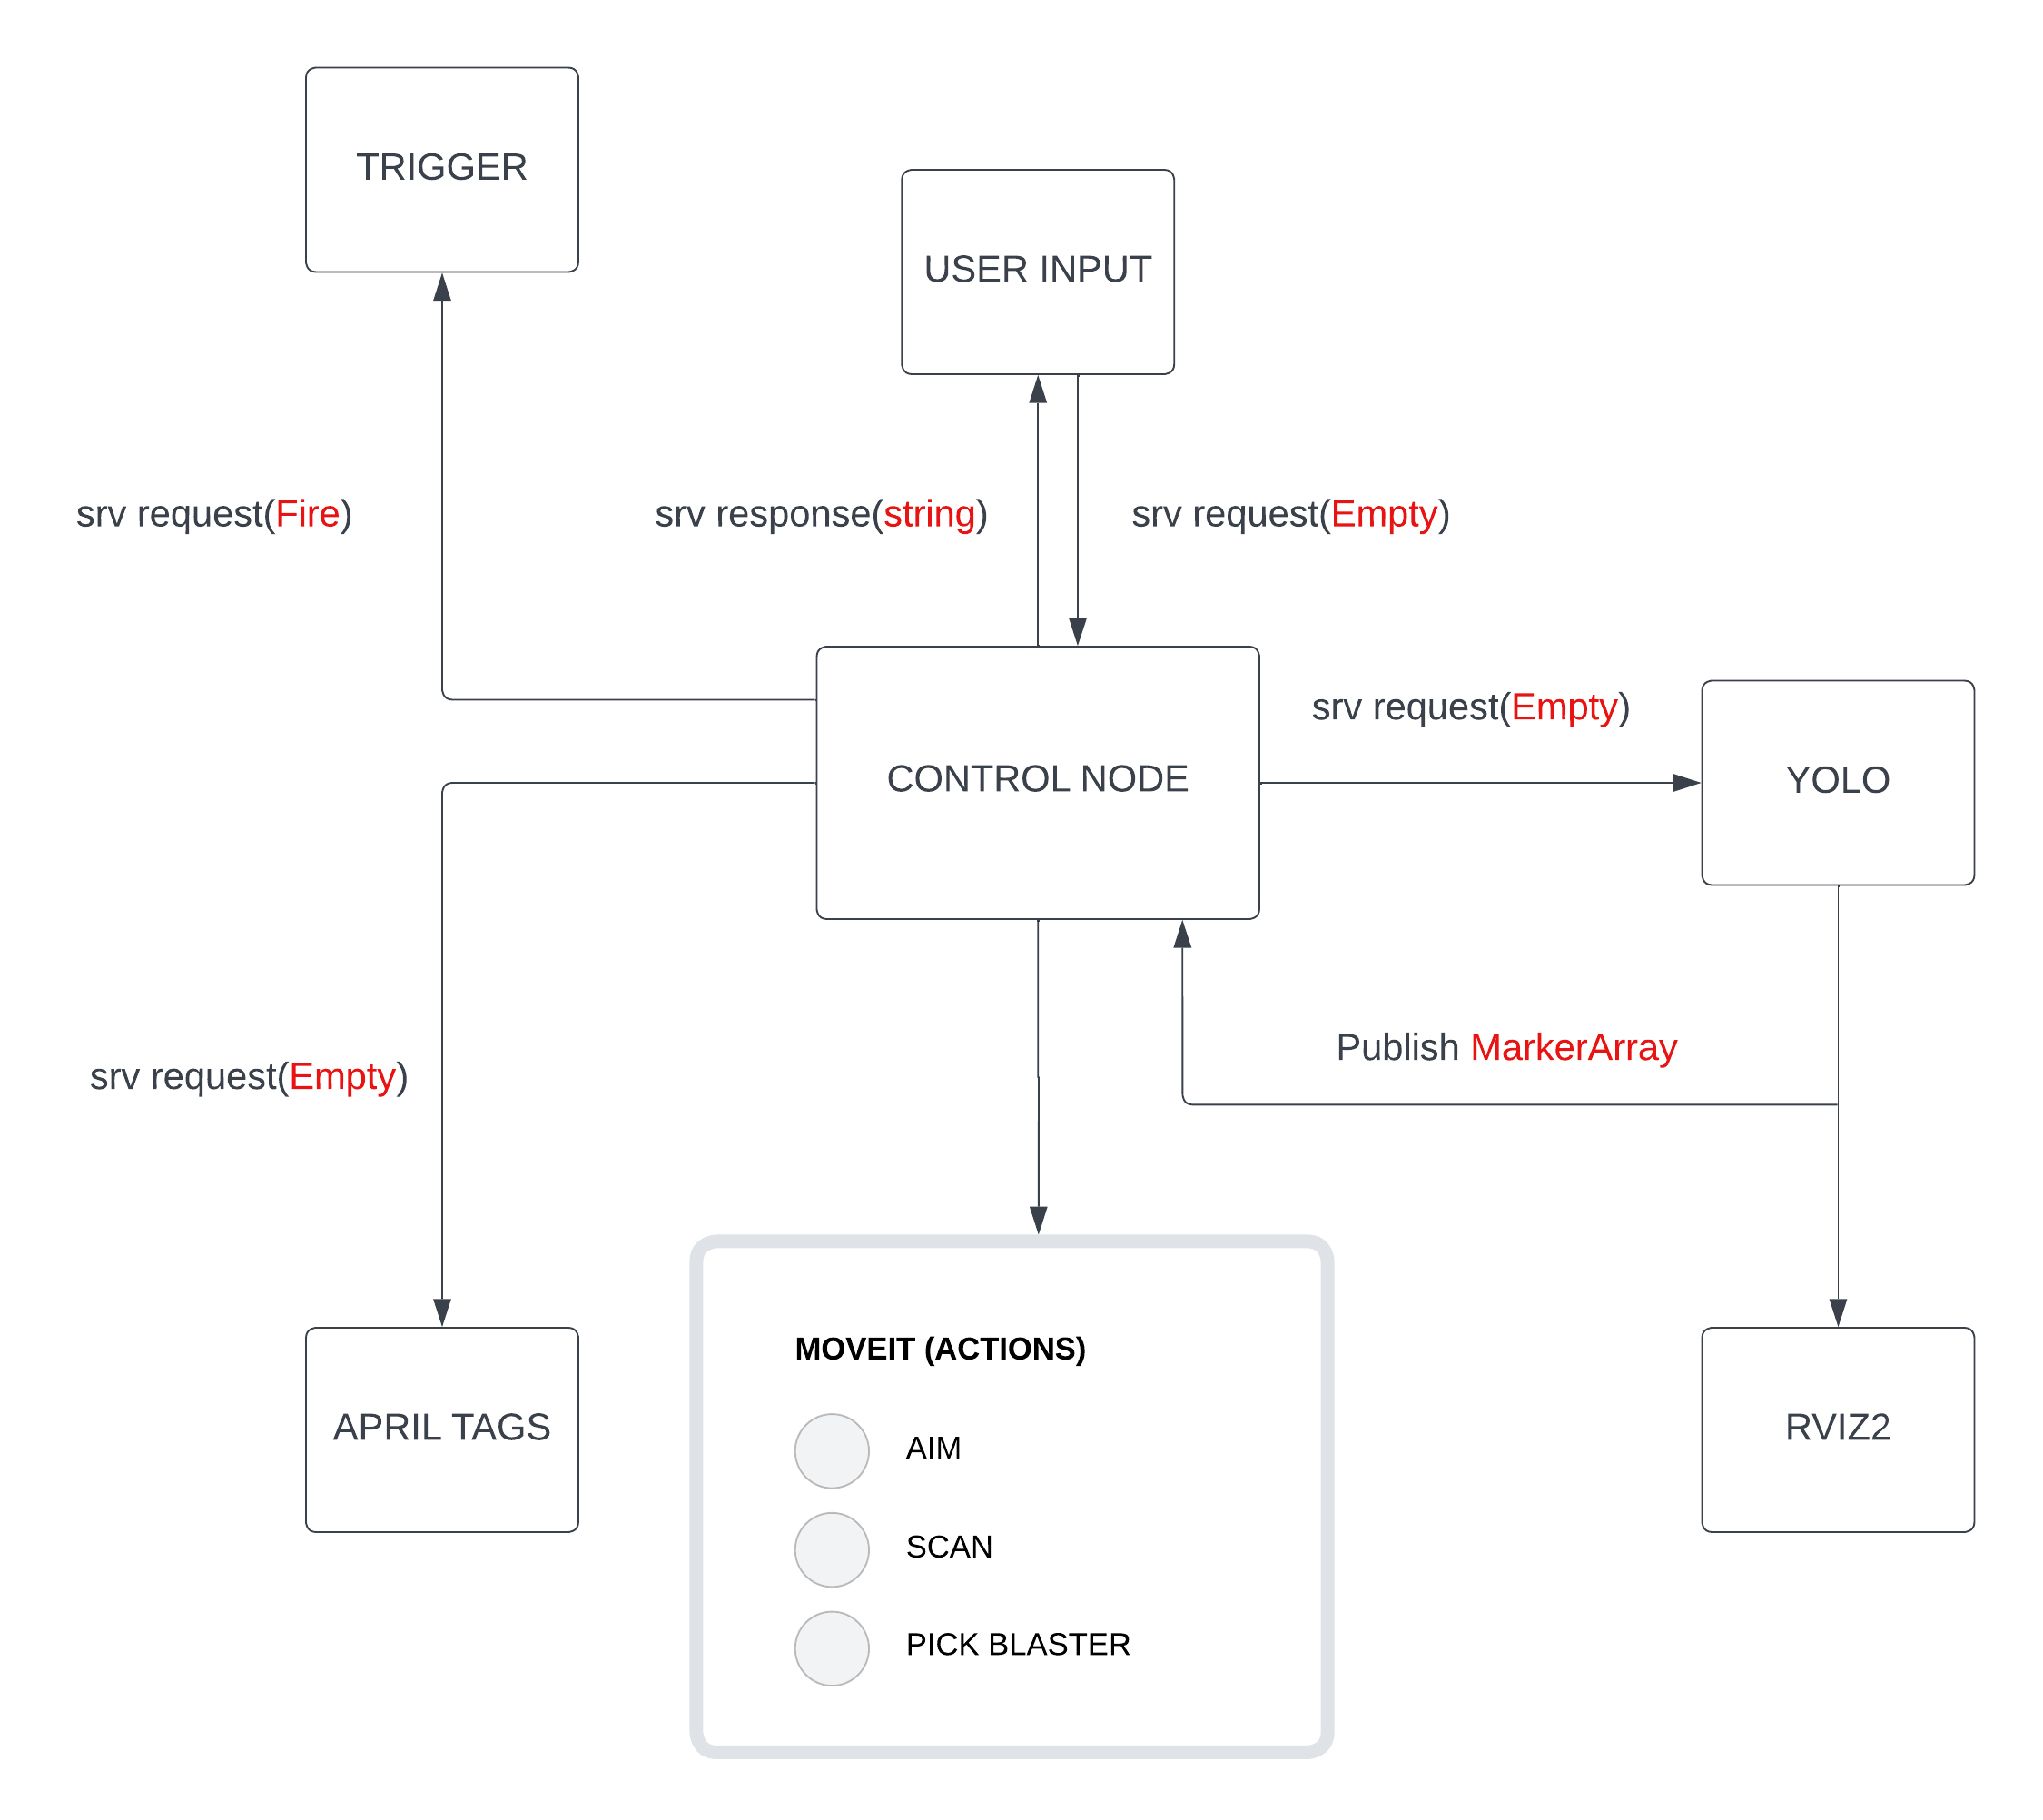 TRIGGER
USER INPUT
srv request(Fire)
srv response(string)
srv request(Empty)
srv request(Empty)
CONTROL NODE
YOLO
Publish MarkerArray
srv request(Empty)
MOVEIT (ACTIONS)
APRIL TAGS
RVIZ2
AIM
SCAN
PICK BLASTER